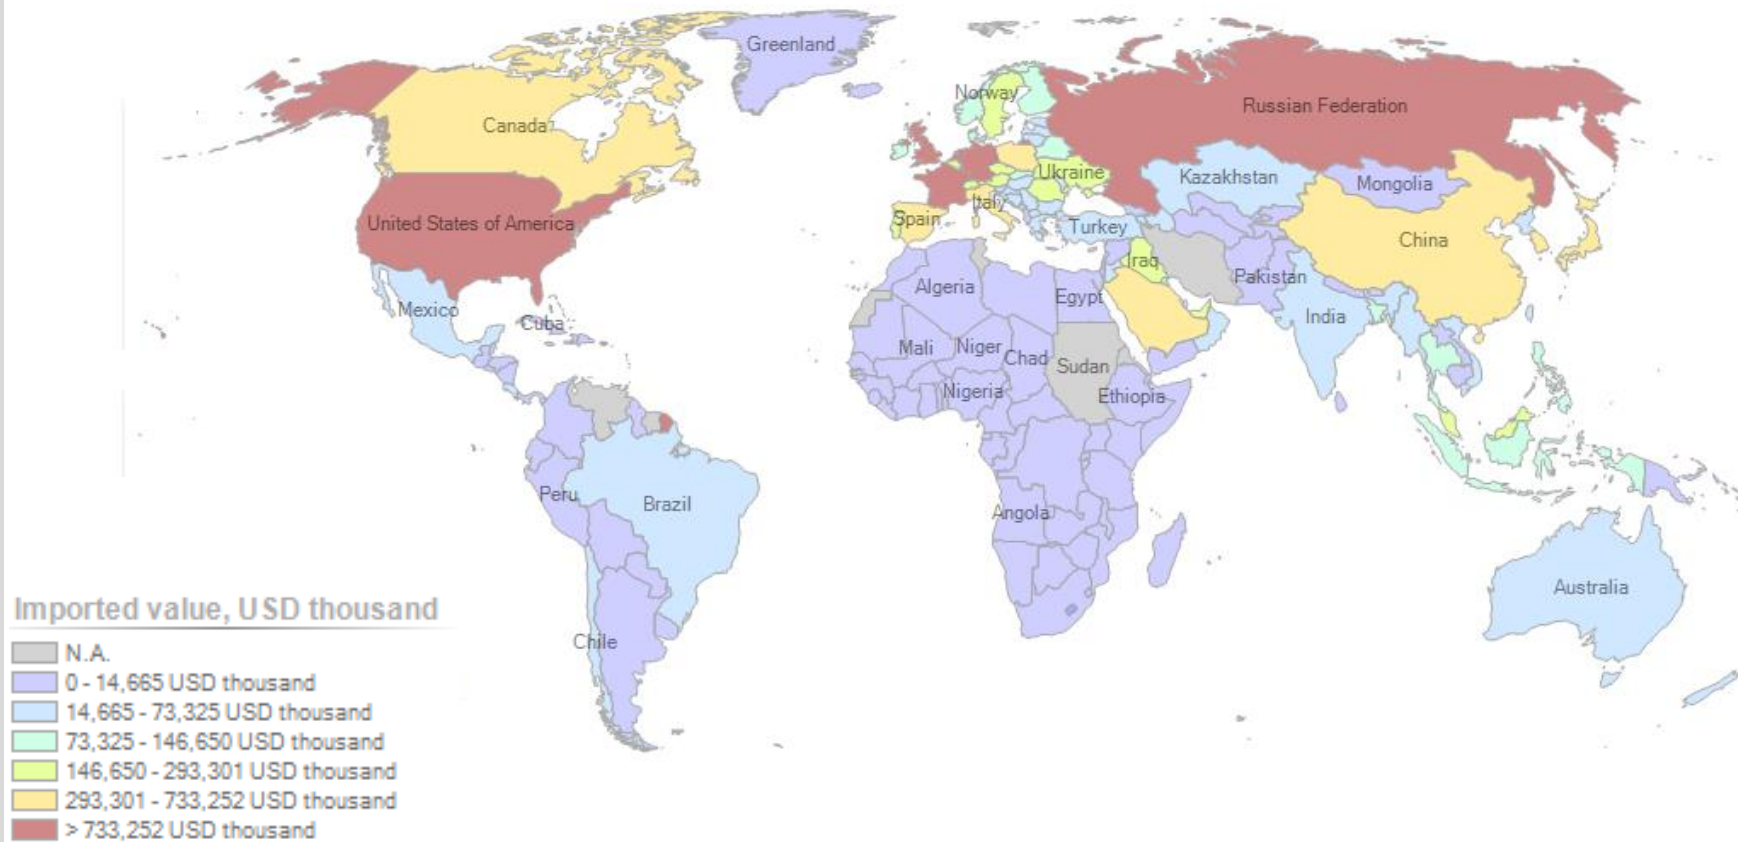 Greenland
Norway
Russian Federation
Canada
Ukraine
Kazakhstan
Mongolia
Italy
United States of America
Spain
Turkey
China
Iraq
Pakistan
Algeria
Egypt
Mexico
Cuba
India
Mali
Niger
Chad
Sudan
Nigeria
Ethiopia
Peru
Brazil
Angola
Australia
Chile
Imported value, USD thousand
N.A.
0 - 14,665 USD thousand
14,665 - 73,325 USD thousand
73,325 - 146,650 USD thousand
146,650 - 293,301 USD thousand
293,301 - 733,252 USD thousand
> 733,252 USD thousand